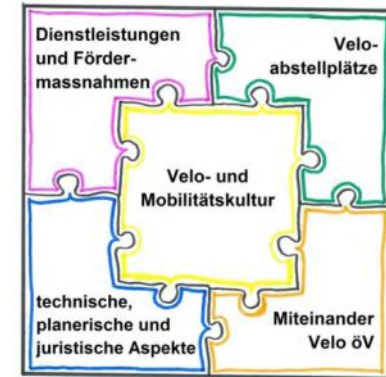 Dienstleistungen
und Förder-
massnahmen
Velo-
abstellplätze
Velo- und
Mobilitätskultur
technische,
planerische und
juristische Aspekte
Miteinander
Velo öV